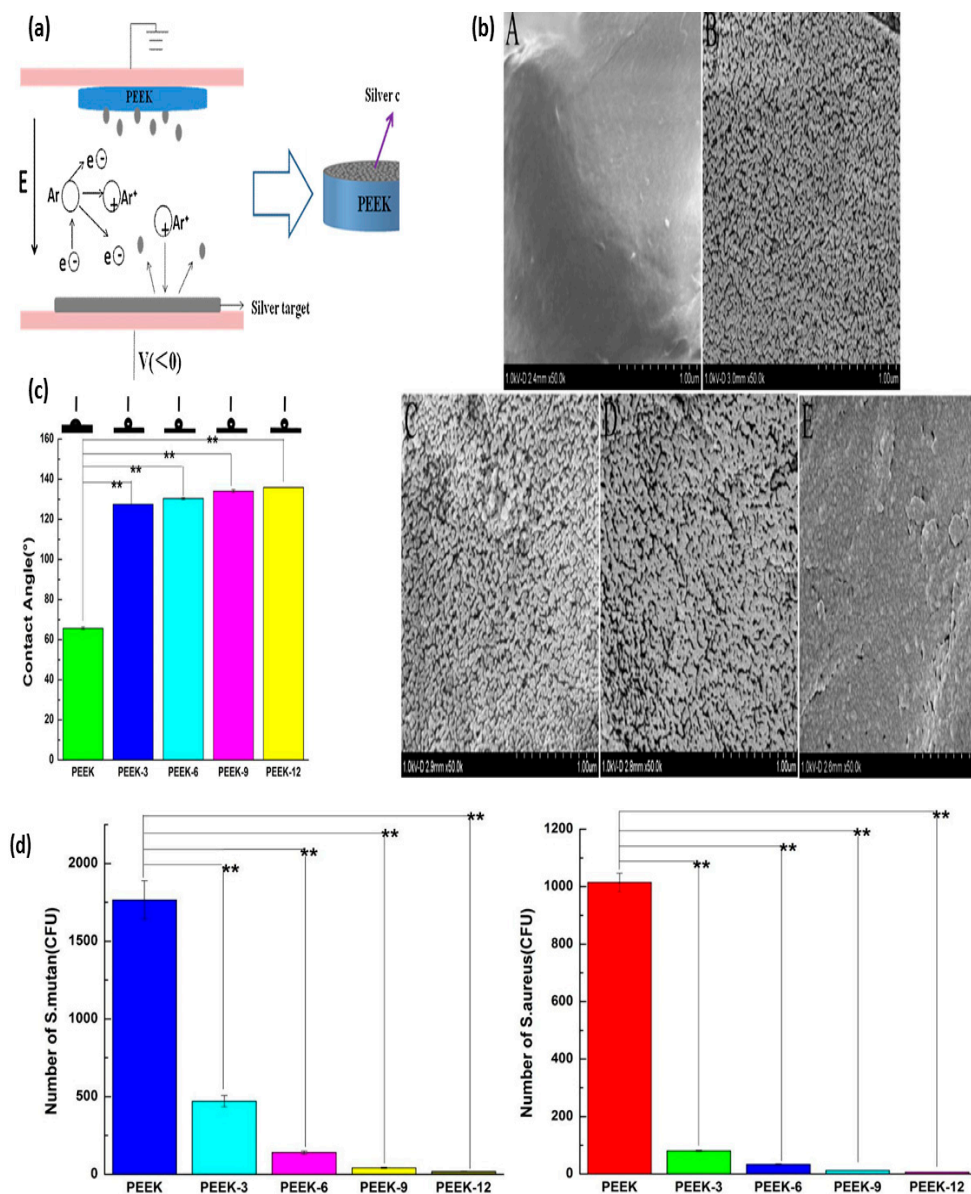 (a)
PEEK
E
e⊖
Ar
Ar⁺
+
Ar⁺
+
e⊖
e⊖
Silver target
V(<0)
Silver c
PEEK
(b)
A
1.0kV-D 2.4mm x50.0k 1.00um
B
1.0kV-D 3.0mm x50.0k 1.00um
C
1.0kV-D 2.9mm x50.0k 1.00um
D
1.0kV-D 2.8mm x50.0k 1.00um
E
1.0kV-D 2.6mm x50.0k 1.00um
(c)
Contact Angle(°)
160
140
120
100
80
60
40
20
0
**
**
**
**
PEEK PEEK-3 PEEK-6 PEEK-9 PEEK-12
(d)
Number of S.mutan(CFU)
2000
1750
1500
1000
500
0
**
**
**
**
PEEK PEEK-3 PEEK-6 PEEK-9 PEEK-12
Number of S.aureus(CFU)
1200
1000
800
600
400
200
0
**
**
**
**
PEEK PEEK-3 PEEK-6 PEEK-9 PEEK-12